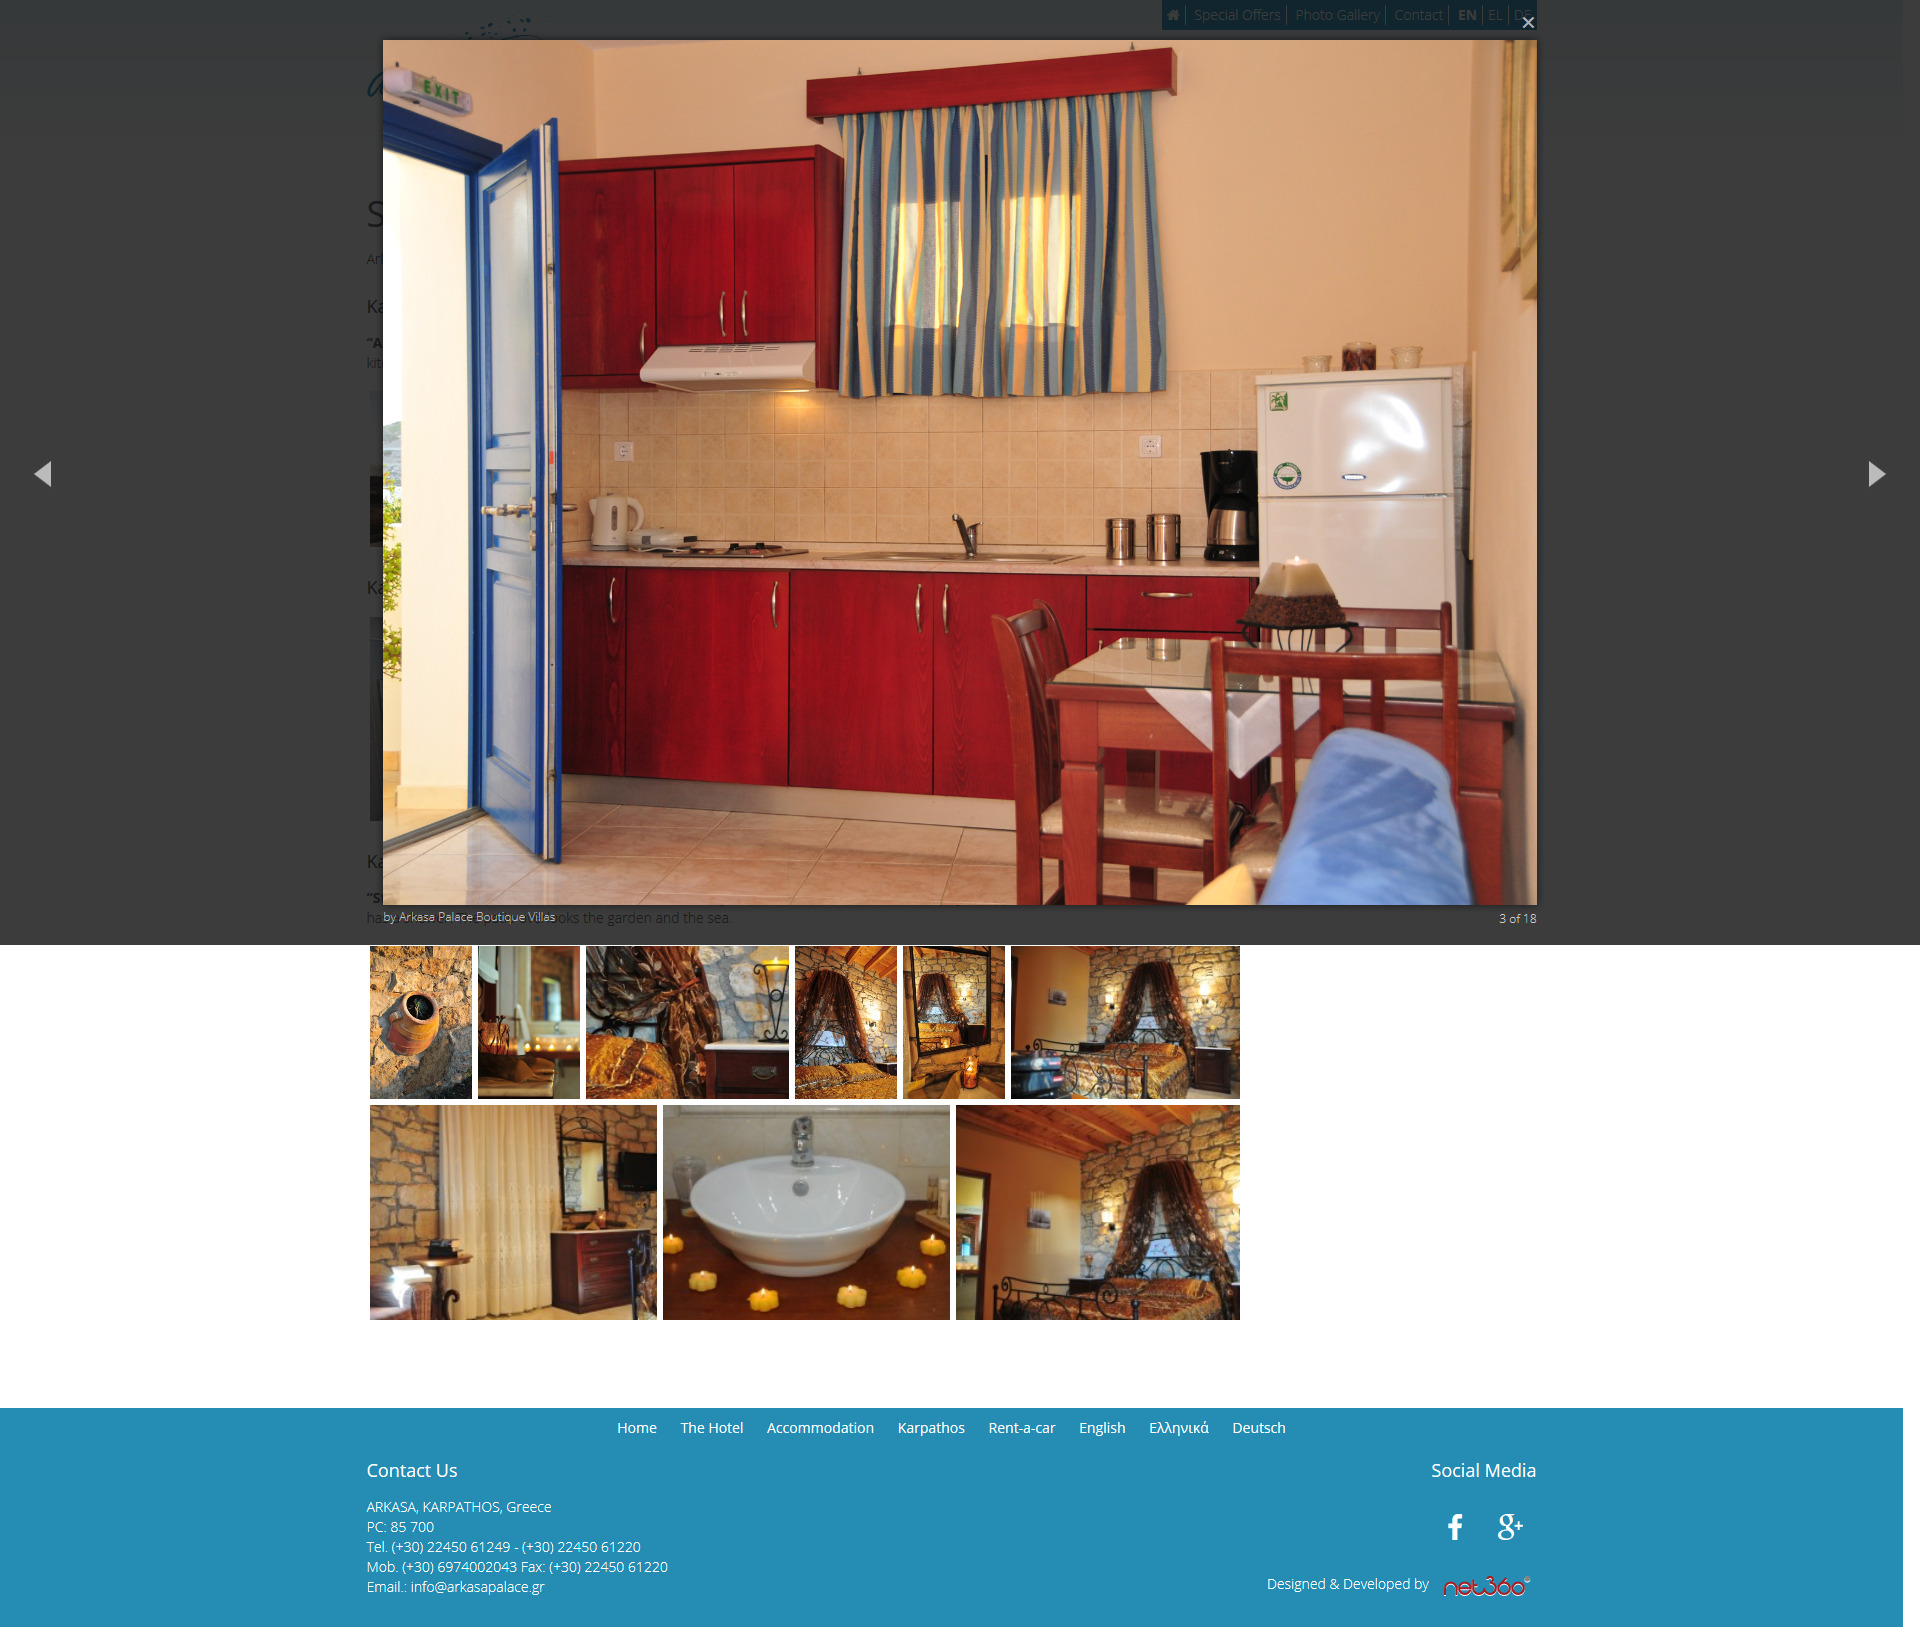 Special Offers
Photo Gallery
Contact
EN
EL
DE
×
EXIT
by Arkasa Palace Boutique Villas
the garden and the sea.
3 of 18
Home
The Hotel
Accommodation
Karpathos
Rent-a-car
English
Ελληνικά
Deutsch
Contact Us
Social Media
ARKASA, KARPATHOS, Greece
PC: 85 700
Tel. (+30) 22450 61249 - (+30) 22450 61220
Mob. (+30) 6974002043 Fax: (+30) 22450 61220
Email.: info@arkasapalace.gr
Designed & Developed by
net360